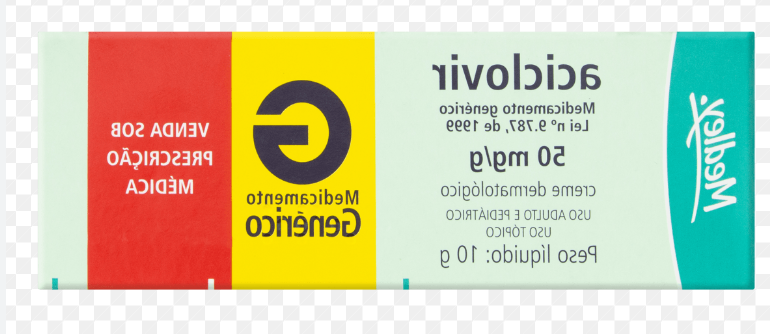 Medley.
aciclovir
Medicamento genérico
Lei nº 9.787, de 1999
50 mg/g
creme dermatológico
USO ADULTO E PEDIÁTRICO
USO TÓPICO
Peso líquido: 10 g
G
Medicamento
Genérico
VENDA SOB
PRESCRIÇÃO
MÉDICA